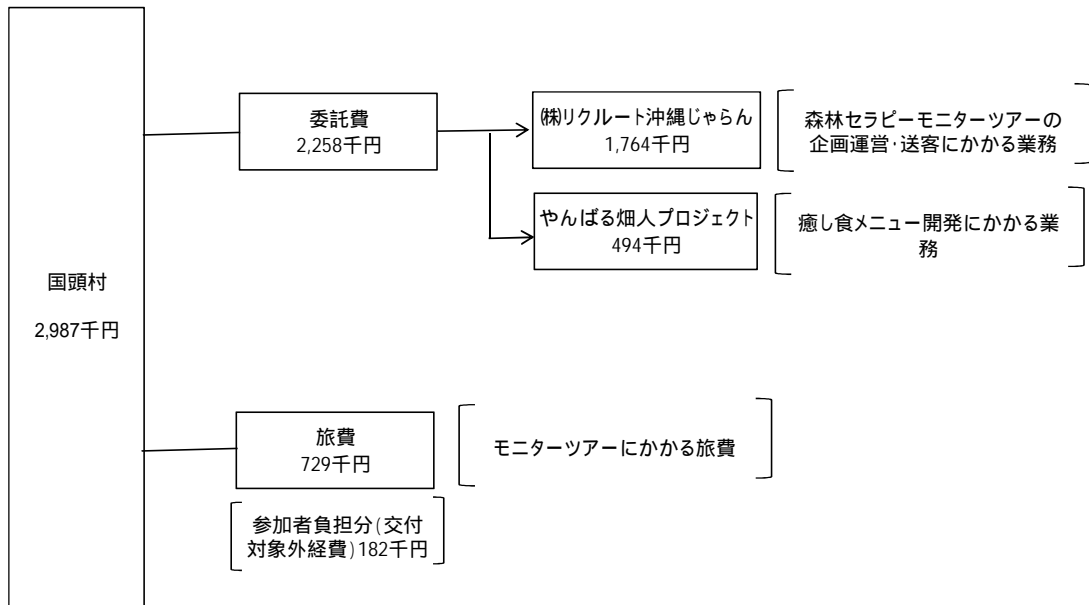 国頭村
2,987千円
委託費
2,258千円
㈱リクルート沖縄じゃらん
1,764千円
森林セラピーモニターツアーの
企画運営・送客にかかる業務
やんばる畑人プロジェクト
494千円
癒し食メニュー開発にかかる業
務
旅費
729千円
モニターツアーにかかる旅費
参加者負担分(交付
対象外経費)182千円